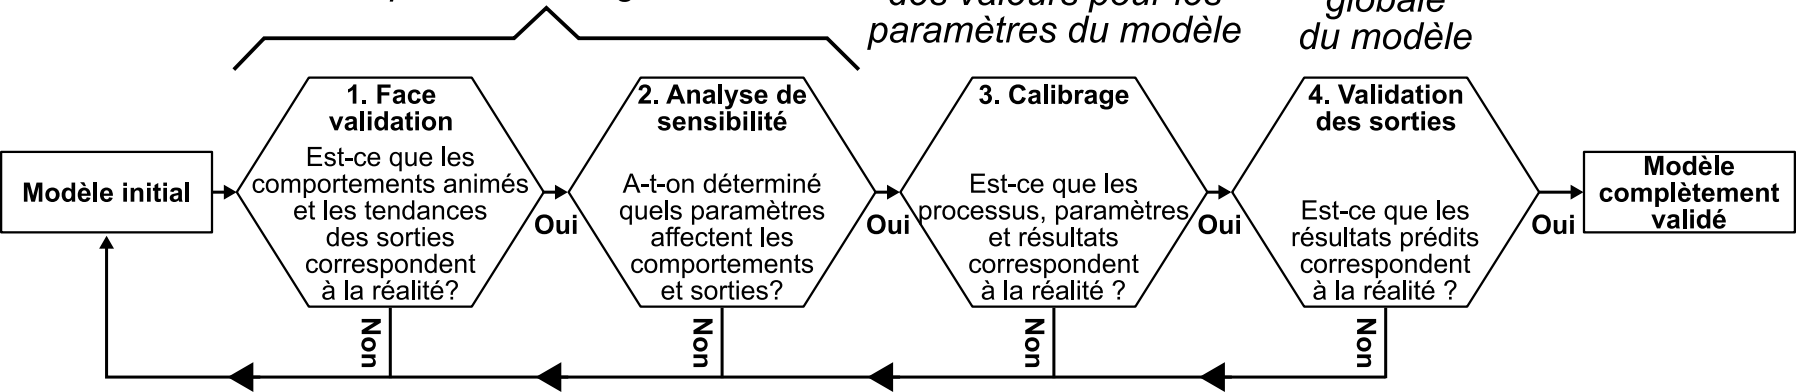 des valeurs pour les
paramètres du modèle
globale
du modèle
Modèle initial
1. Face
validation
Est-ce que les
comportements animés
et les tendances
des sorties
correspondent
à la réalité?
Oui
Non
2. Analyse de
sensibilité
A-t-on déterminé
quels paramètres
affectent les
comportements
et sorties?
Oui
Non
3. Calibrage
Est-ce que les
processus, paramètres
et résultats
correspondent
à la réalité ?
Oui
Non
4. Validation
des sorties
Est-ce que les
résultats prédits
correspondent
à la réalité ?
Oui
Non
Modèle
complètement
validé